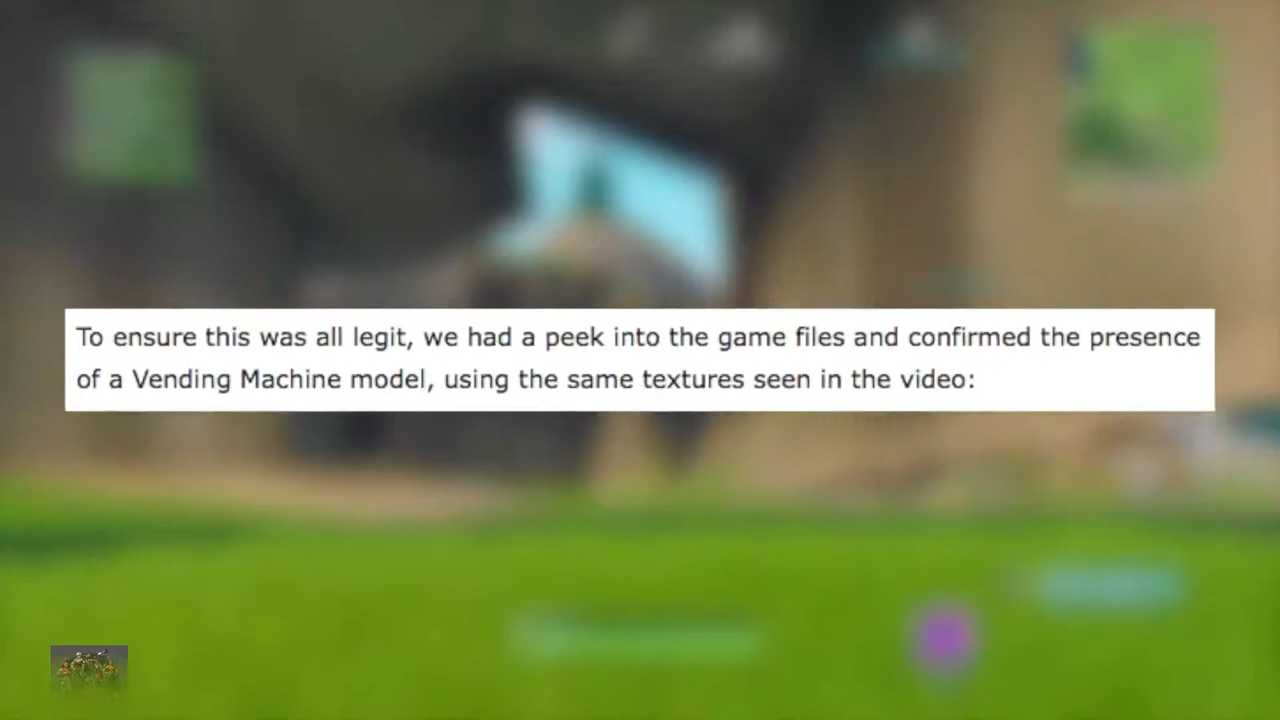 To ensure this was all legit, we had a peek into the game files and confirmed the presence
of a Vending Machine model, using the same textures seen in the video: